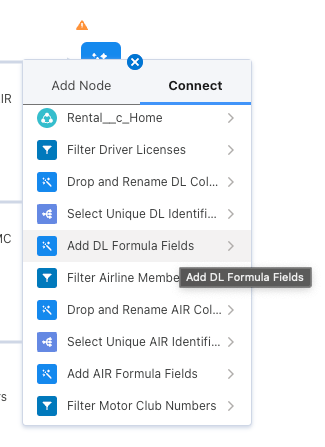 Add Node
Connect
IR
Rental__c_Home
Filter Driver Licenses
Drop and Rename DL Col...
MC
Select Unique DL Identifi...
Add DL Formula Fields
Filter Airline Membe
Add DL Formula Fields
Drop and Rename AIR Col...
Select Unique AIR Identifi...
Add AIR Formula Fields
rs
Filter Motor Club Numbers